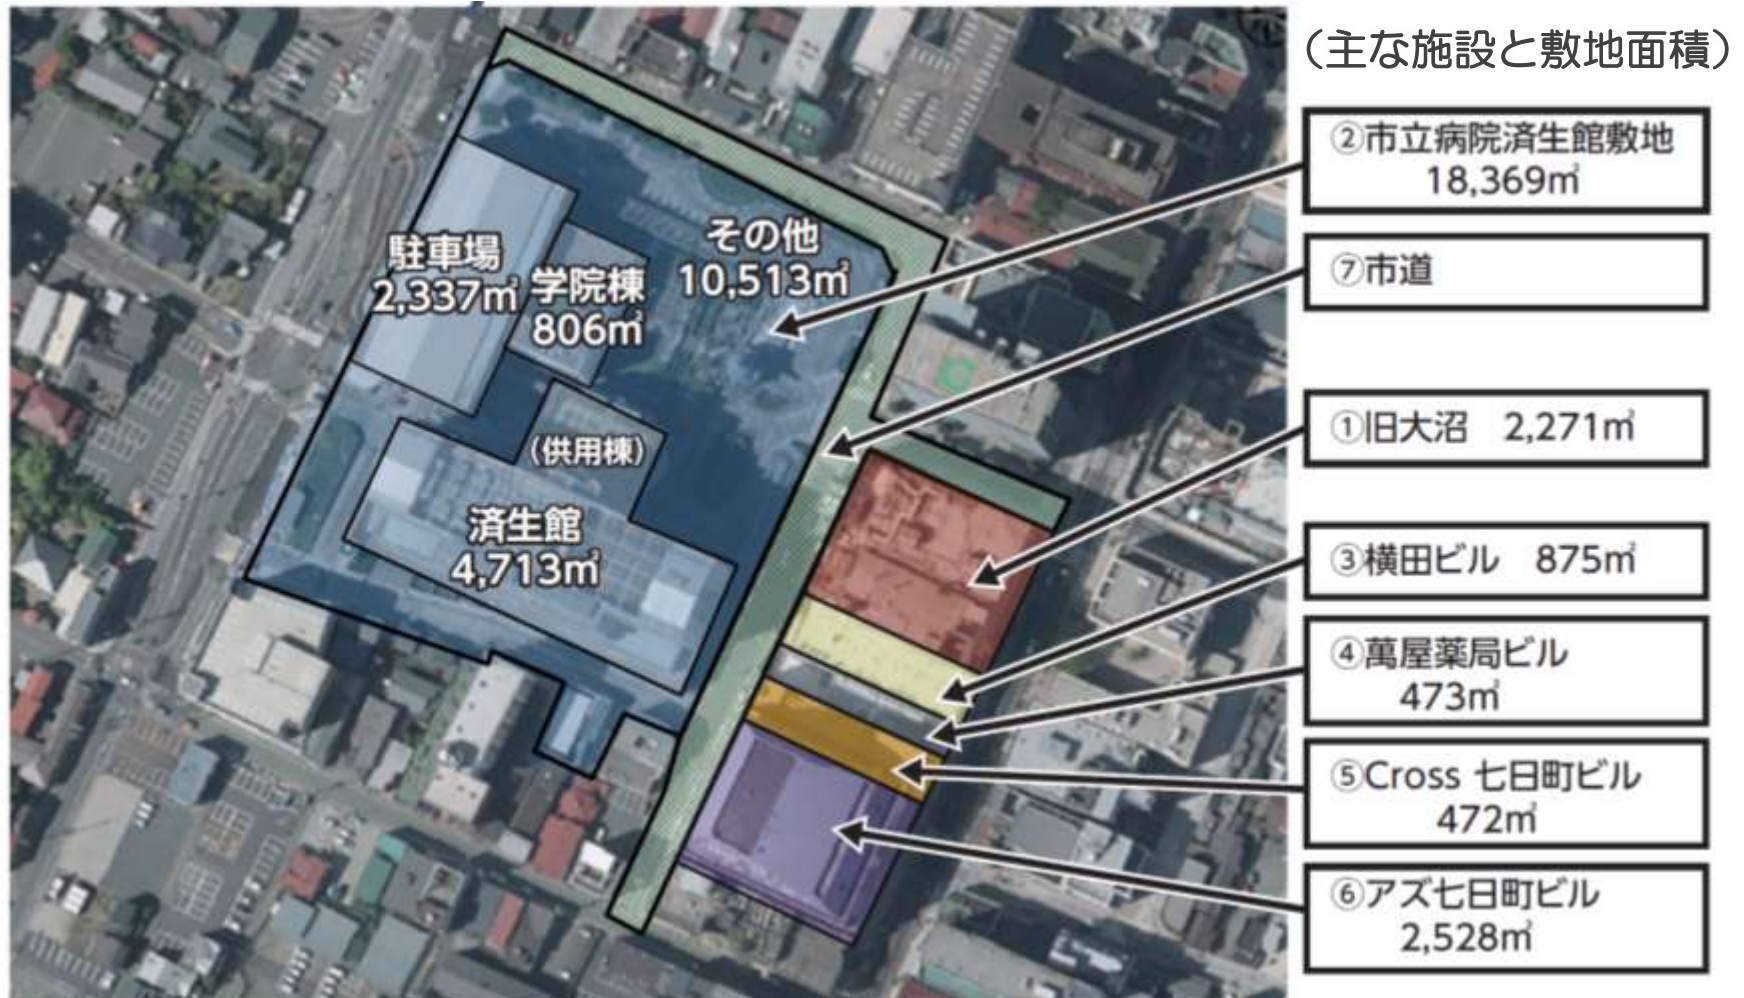 (主な施設と敷地面積)
②市立病院済生館敷地
18,369㎡
⑦市道
①旧大沼 2,271㎡
③横田ビル 875㎡
④萬屋薬局ビル
473㎡
⑤Cross 七日町ビル
472㎡
⑥アズ七日町ビル
2,528㎡
駐車場
2,337㎡
学院棟
806㎡
その他
10,513㎡
(供用棟)
済生館
4,713㎡